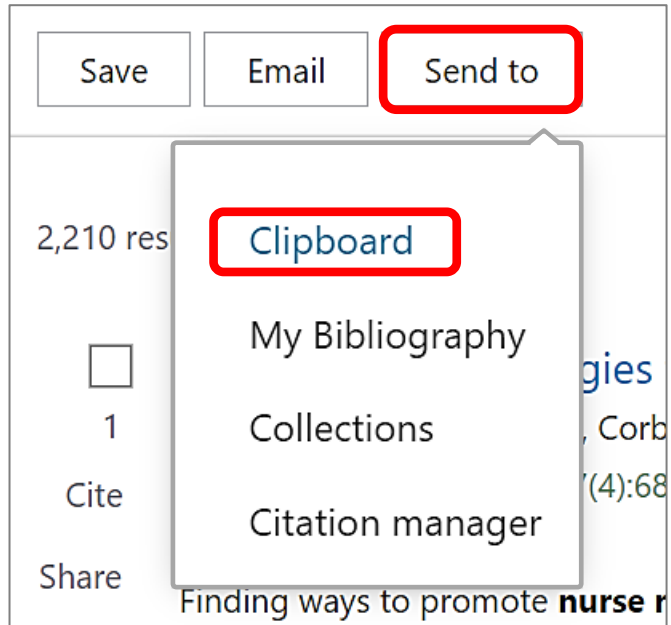 Save Email Send to
2,210 res
Clipboard
My Bibliography
gies
1
, Corb
Collections
Cite
(4):68
Citation manager
Share
Finding ways to promote nurse r